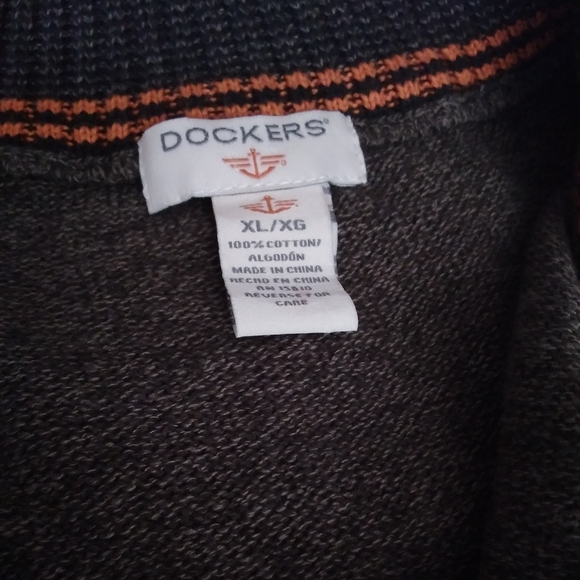 DOCKERS®
®
XL/XG
100% COTTON/
ALGODÓN
MADE IN CHINA
HECHO EN CHINA
RN 15810
REVERSE FOR
CARE